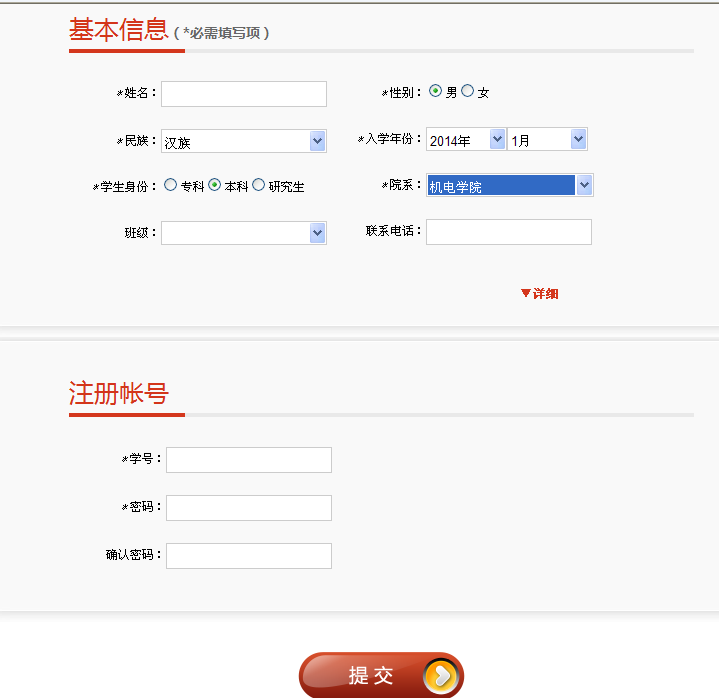 基本信息 ( *必需填写项 )
*姓名： *性别： 男 女
*民族： 汉族 *入学年份： 2014年 1月
*学生身份： 专科 本科 研究生 *院系： 机电学院
班级： 联系电话：
▼详细
注册帐号
*学号：
*密码：
确认密码：
提 交